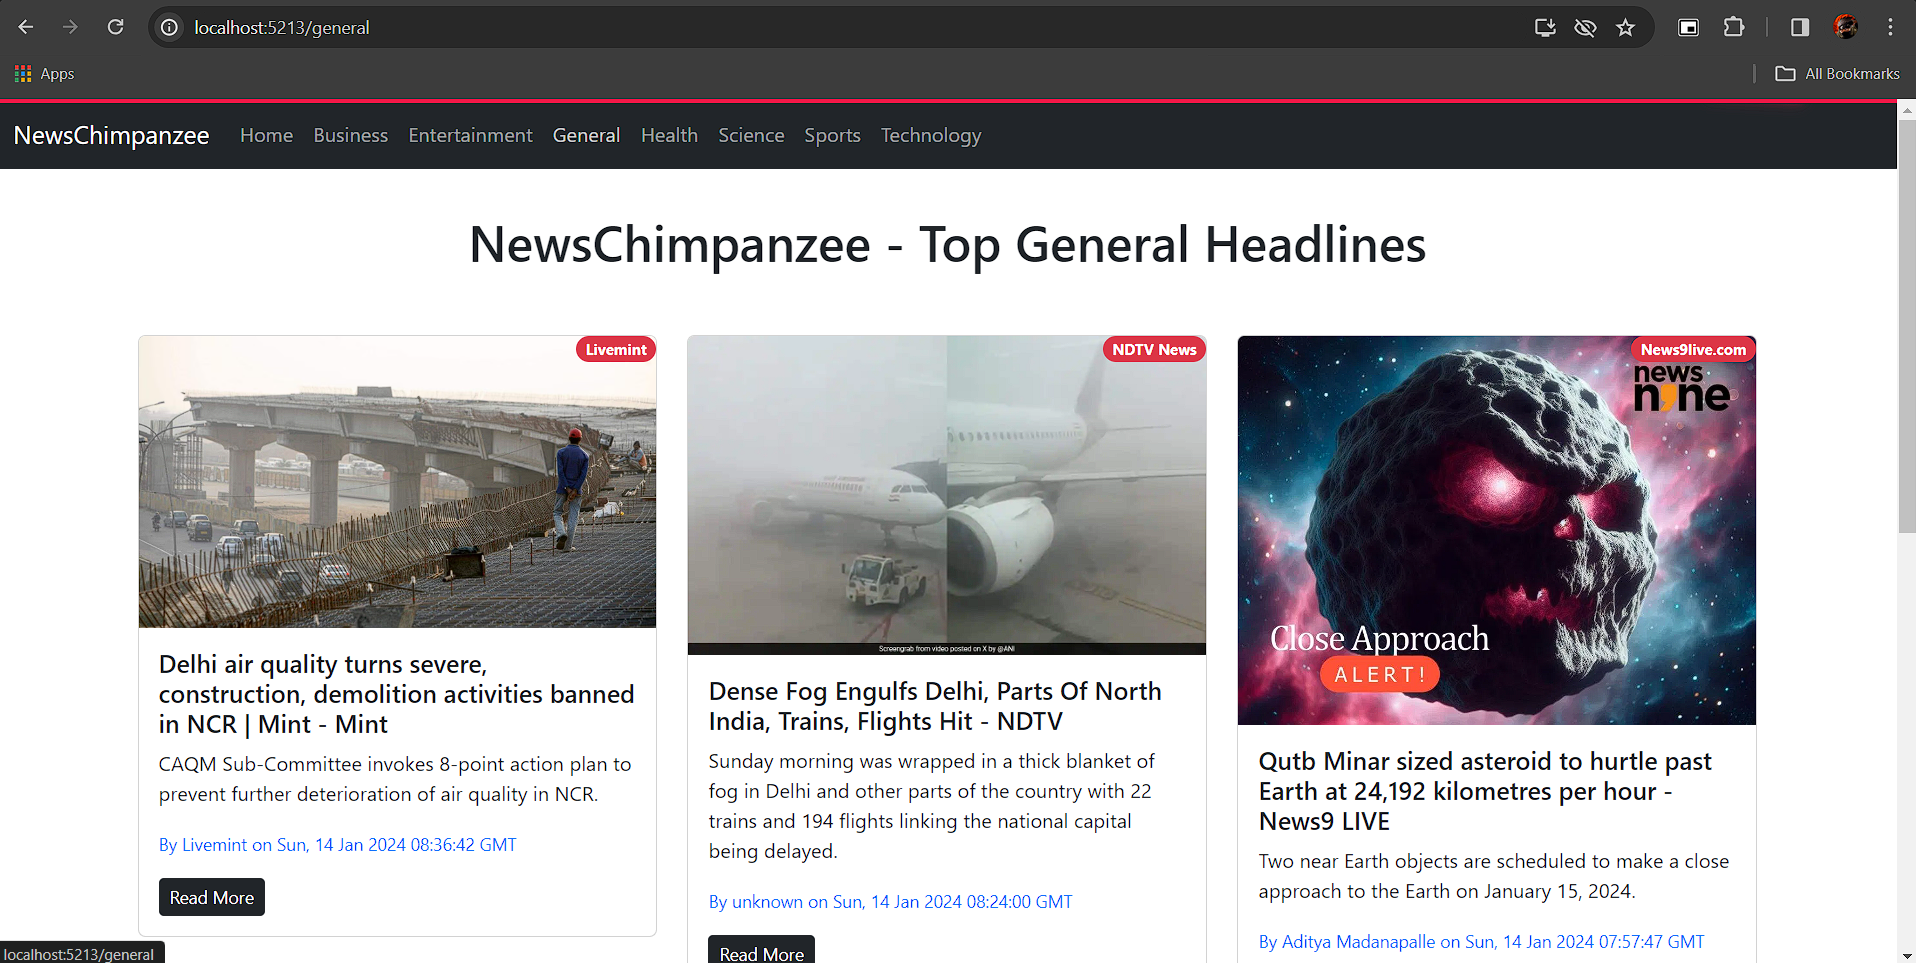 localhost:5213/general
Apps
All Bookmarks
NewsChimpanzee Home Business Entertainment General Health Science Sports Technology
NewsChimpanzee - Top General Headlines
Livemint
Delhi air quality turns severe,
construction, demolition activities banned
in NCR | Mint - Mint
CAQM Sub-Committee invokes 8-point action plan to
prevent further deterioration of air quality in NCR.
By Livemint on Sun, 14 Jan 2024 08:36:42 GMT
Read More
NDTV News
Screengrab from video posted on X by @ANI
Dense Fog Engulfs Delhi, Parts Of North
India, Trains, Flights Hit - NDTV
Sunday morning was wrapped in a thick blanket of
fog in Delhi and other parts of the country with 22
trains and 194 flights linking the national capital
being delayed.
By unknown on Sun, 14 Jan 2024 08:24:00 GMT
Read More
News9live.com
news
n9ne
Close Approach
ALERT!
Qutb Minar sized asteroid to hurtle past
Earth at 24,192 kilometres per hour -
News9 LIVE
Two near Earth objects are scheduled to make a close
approach to the Earth on January 15, 2024.
By Aditya Madanapalle on Sun, 14 Jan 2024 07:57:47 GMT
localhost:5213/general